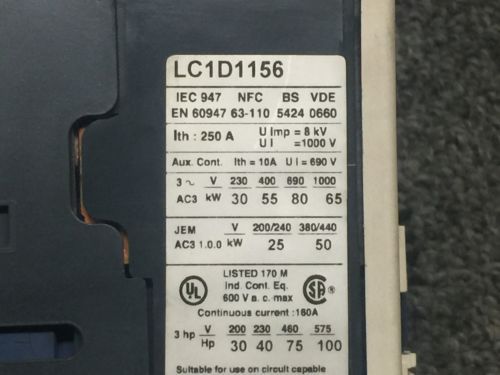 LC1D1156
IEC 947 NFC BS VDE
EN 60947 63-110 5424 0660
Ith : 250 A U Imp = 8 kV
U I =1000 V
Aux. Cont. Ith = 10A U I = 690 V
3 ~ V 230 400 690 1000
AC3 kW 30 55 80 65
JEM V 200/240 380/440
AC3 1.0.0 kW 25 50
UL LISTED 170 M
Ind. Cont. Eq.
600 V a. c. max
Continuous current :160A
3 hp V 200 230 460 575
Hp 30 40 75 100
Suitable for use on circuit capable